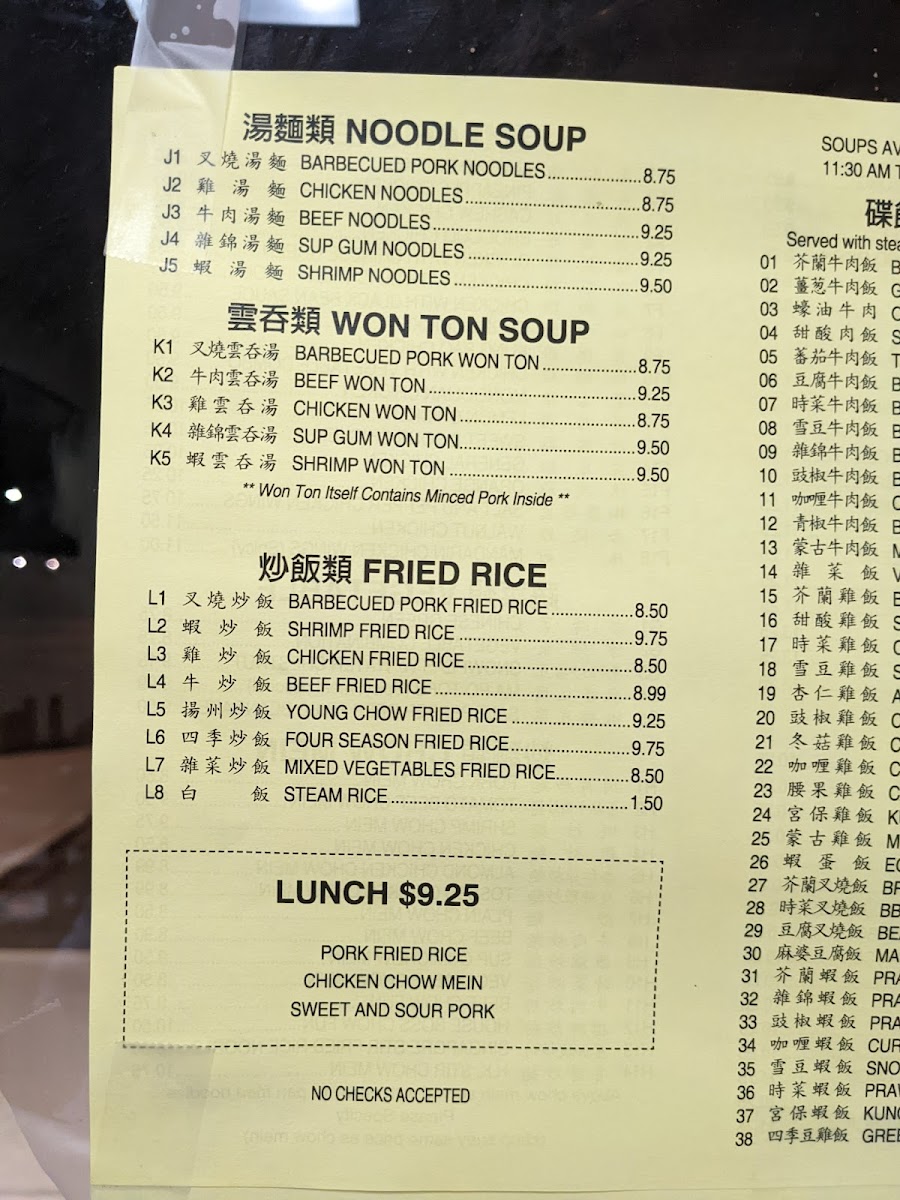 湯麵類 NOODLE SOUP
J1 叉燒湯麵 BARBECUED PORK NOODLES....................8.75
J2 雞湯麵 CHICKEN NOODLES.....................................8.75
J3 牛肉湯麵 BEEF NOODLES...........................................9.25
J4 雜錦湯麵 SUP GUM NOODLES....................................9.25
J5 蝦湯麵 SHRIMP NOODLES.......................................9.50
雲吞類 WON TON SOUP
K1 叉燒雲吞湯 BARBECUED PORK WON TON.....................8.75
K2 牛肉雲吞湯 BEEF WON TON.............................................9.25
K3 雞雲吞湯 CHICKEN WON TON.......................................8.75
K4 雜錦雲吞湯 SUP GUM WON TON.......................................9.50
K5 蝦雲吞湯 SHRIMP WON TON.........................................9.50
** Won Ton Itself Contains Minced Pork Inside **
炒飯類 FRIED RICE
L1 叉燒炒飯 BARBECUED PORK FRIED RICE..................8.50
L2 蝦炒飯 SHRIMP FRIED RICE......................................9.75
L3 雞炒飯 CHICKEN FRIED RICE....................................8.50
L4 牛炒飯 BEEF FRIED RICE...........................................8.99
L5 揚州炒飯 YOUNG CHOW FRIED RICE..........................9.25
L6 四季炒飯 FOUR SEASON FRIED RICE..........................9.75
L7 雜菜炒飯 MIXED VEGETABLES FRIED RICE................8.50
L8 白飯 STEAM RICE....................................................1.50
LUNCH $9.25
PORK FRIED RICE
CHICKEN CHOW MEIN
SWEET AND SOUR PORK
NO CHECKS ACCEPTED
SOUPS AV
11:30 AM T
碟飯
Served with stea
01 芥蘭牛肉飯 B
02 薑葱牛肉飯 G
03 蠔油牛肉 O
04 甜酸肉飯 S
05 蕃茄牛肉飯 T
06 豆腐牛肉飯 B
07 時菜牛肉飯 B
08 雪豆牛肉飯 B
09 雜錦牛肉飯 B
10 豉椒牛肉飯 B
11 咖喱牛肉飯 C
12 青椒牛肉飯 B
13 蒙古牛肉飯 M
14 雜菜飯 V
15 芥蘭雞飯 B
16 甜酸雞飯 S
17 時菜雞飯 C
18 雪豆雞飯 S
19 杏仁雞飯 A
20 豉椒雞飯 C
21 冬菇雞飯 C
22 咖喱雞飯 C
23 腰果雞飯 C
24 宮保雞飯 K
25 蒙古雞飯 M
26 蝦蛋飯 EG
27 芥蘭叉燒飯 BR
28 時菜叉燒飯 BB
29 豆腐叉燒飯 BEA
30 麻婆豆腐飯 MA
31 芥蘭蝦飯 PRA
32 雜錦蝦飯 PRA
33 豉椒蝦飯 PRA
34 咖喱蝦飯 CUR
35 雪豆蝦飯 SNO
36 時菜蝦飯 PRAW
37 宮保蝦飯 KUNG
38 四季豆雞飯 GREE